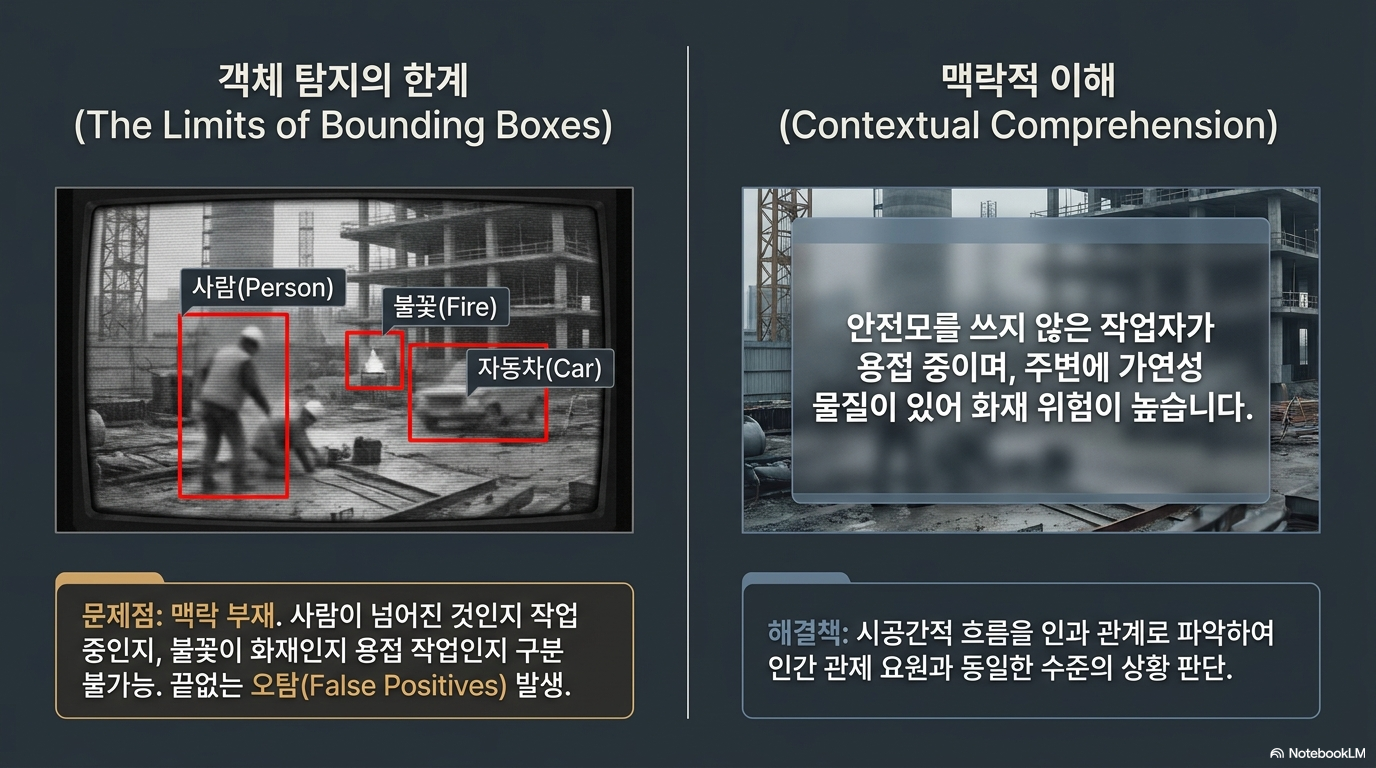 객체 탐지의 한계
(The Limits of Bounding Boxes)
사람(Person)
불꽃(Fire)
자동차(Car)
문제점: 맥락 부재. 사람이 넘어진 것인지 작업
중인지, 불꽃이 화재인지 용접 작업인지 구분
불가능. 끝없는 오탐(False Positives) 발생.
맥락적 이해
(Contextual Comprehension)
안전모를 쓰지 않은 작업자가
용접 중이며, 주변에 가연성
물질이 있어 화재 위험이 높습니다.
해결책: 시공간적 흐름을 인과 관계로 파악하여
인간 관제 요원과 동일한 수준의 상황 판단.
NotebookLM